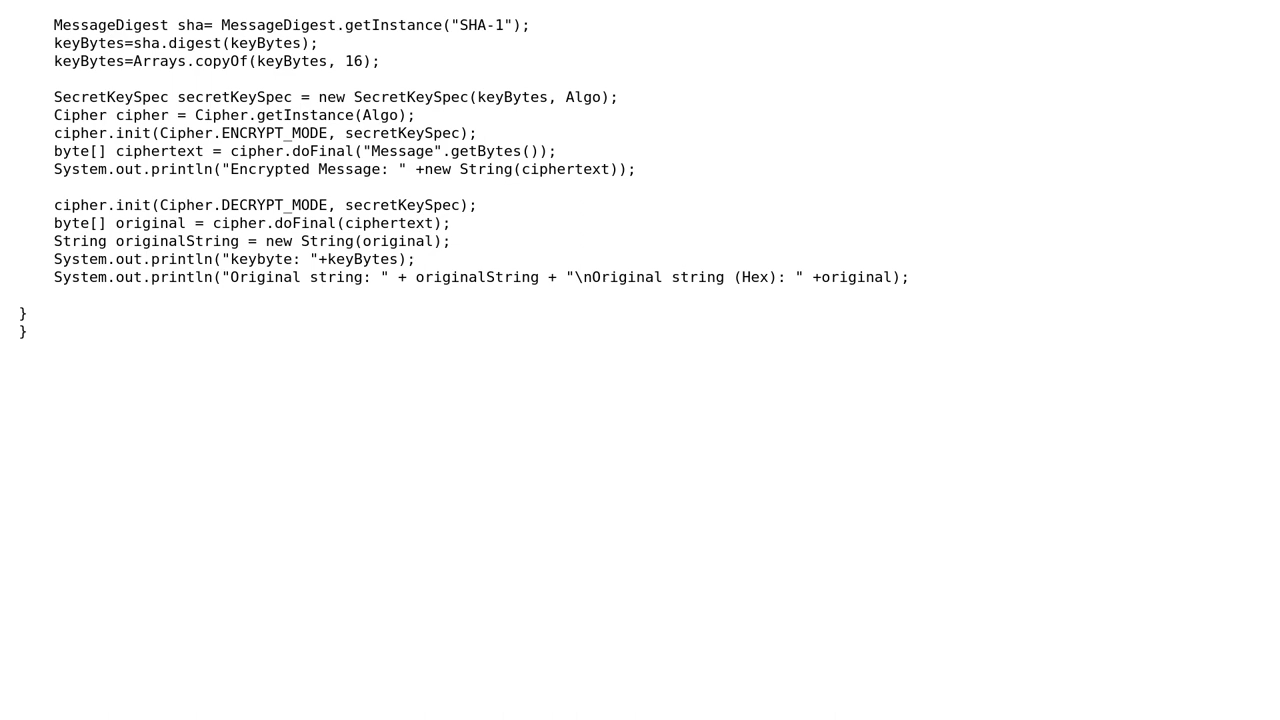 MessageDigest sha= MessageDigest.getInstance("SHA-1");
keyBytes=sha.digest(keyBytes);
keyBytes=Arrays.copyOf(keyBytes, 16);
SecretKeySpec secretKeySpec = new SecretKeySpec(keyBytes, Algo);
Cipher cipher = Cipher.getInstance(Algo);
cipher.init(Cipher.ENCRYPT_MODE, secretKeySpec);
byte[] ciphertext = cipher.doFinal("Message".getBytes());
System.out.println("Encrypted Message: " +new String(ciphertext));
cipher.init(Cipher.DECRYPT_MODE, secretKeySpec);
byte[] original = cipher.doFinal(ciphertext);
String originalString = new String(original);
System.out.println("keybyte: "+keyBytes);
System.out.println("Original string: " + originalString + "\nOriginal string (Hex): " +original);
}
}